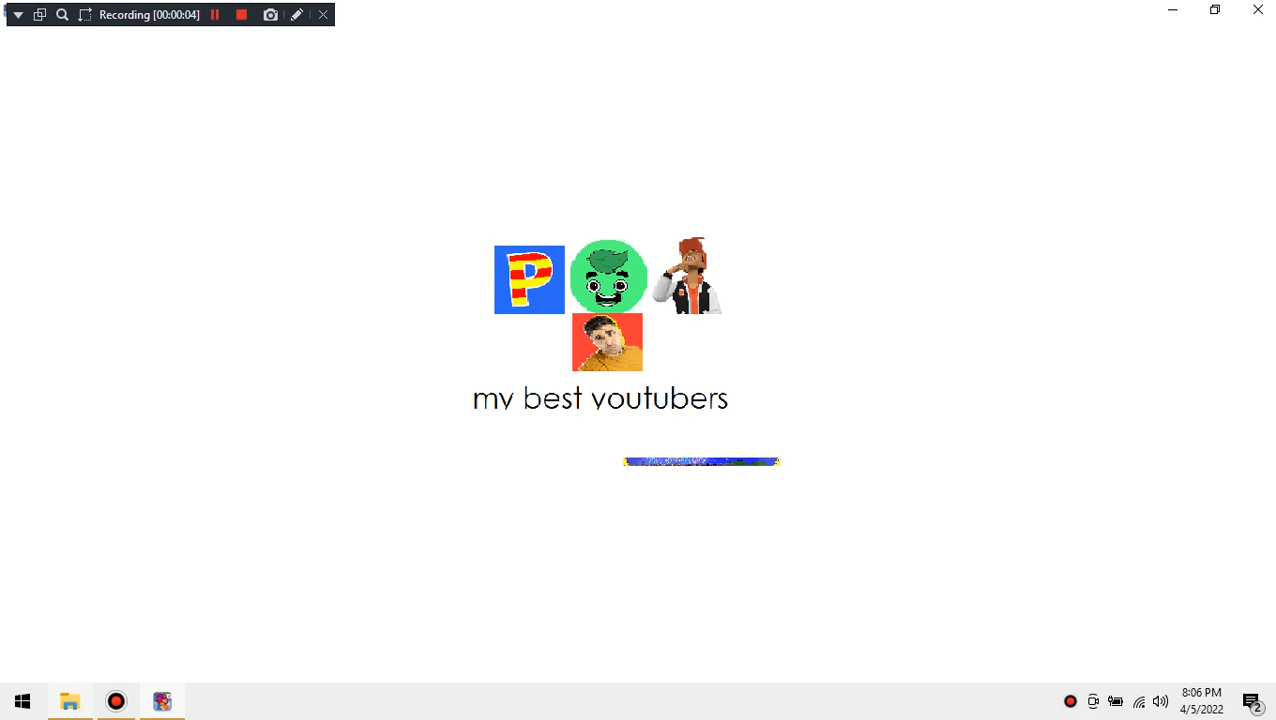 Recording [00:00:04]
P
my best youtubers
8:06 PM
4/5/2022
2